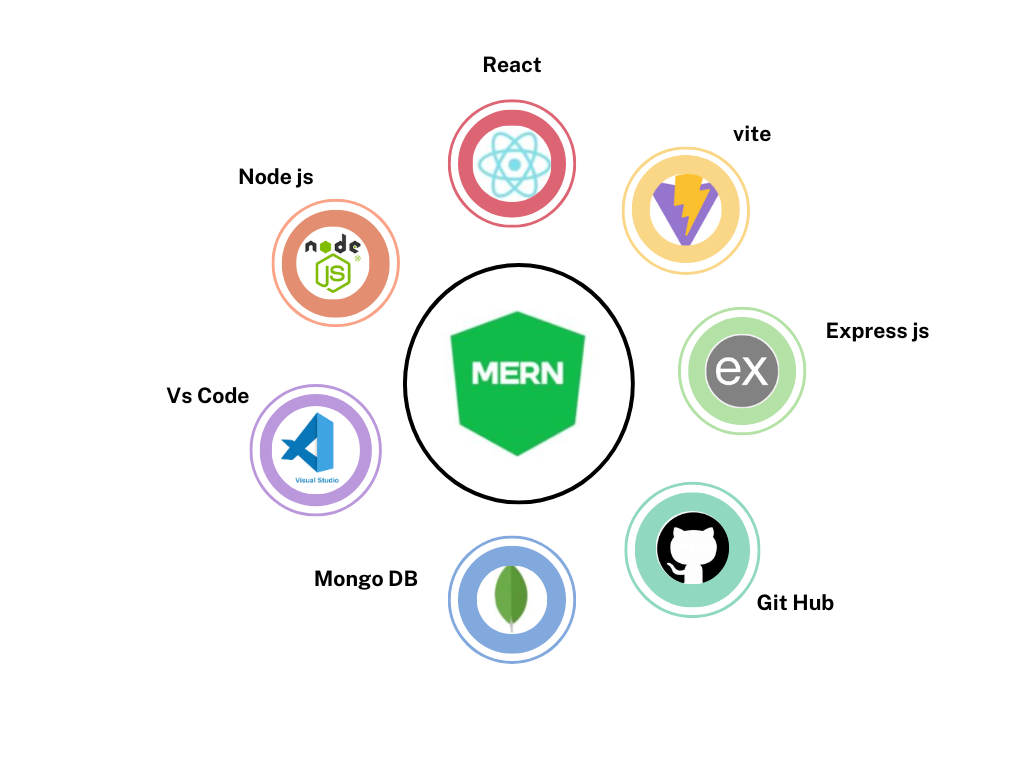 React
vite
Node js
node
JS
®
Express js
ex
MERN
Vs Code
Visual Studio
Mongo DB
Git Hub